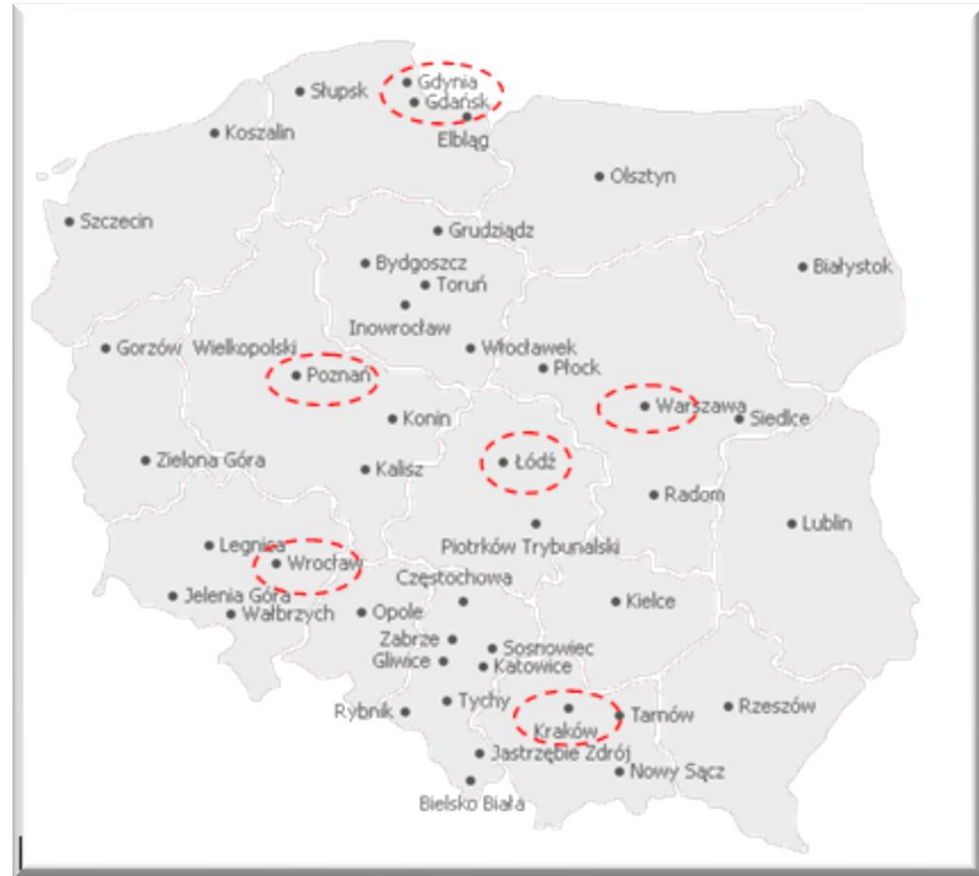 Gdynia
Słupsk
Gdańsk
Koszalin
Elbląg
Olsztyn
Szczecin
Grudziądz
Bydgoszcz
Białystok
Toruń
Inowrocław
Gorzów Wielkopolski
Włocławek
Płock
Poznań
Warszawa
Siedlce
Konin
Zielona Góra
Łódź
Kalisz
Radom
Lublin
Piotrków Trybunalski
Legnica
Wrocław
Częstochowa
Jelenia Góra
Kielce
Wałbrzych
Opole
Zabrze
Sosnowiec
Gliwice
Katowice
Tychy
Rzeszów
Rybnik
Tarnów
Kraków
Jastrzębie Zdrój
Nowy Sącz
Bielsko Biała